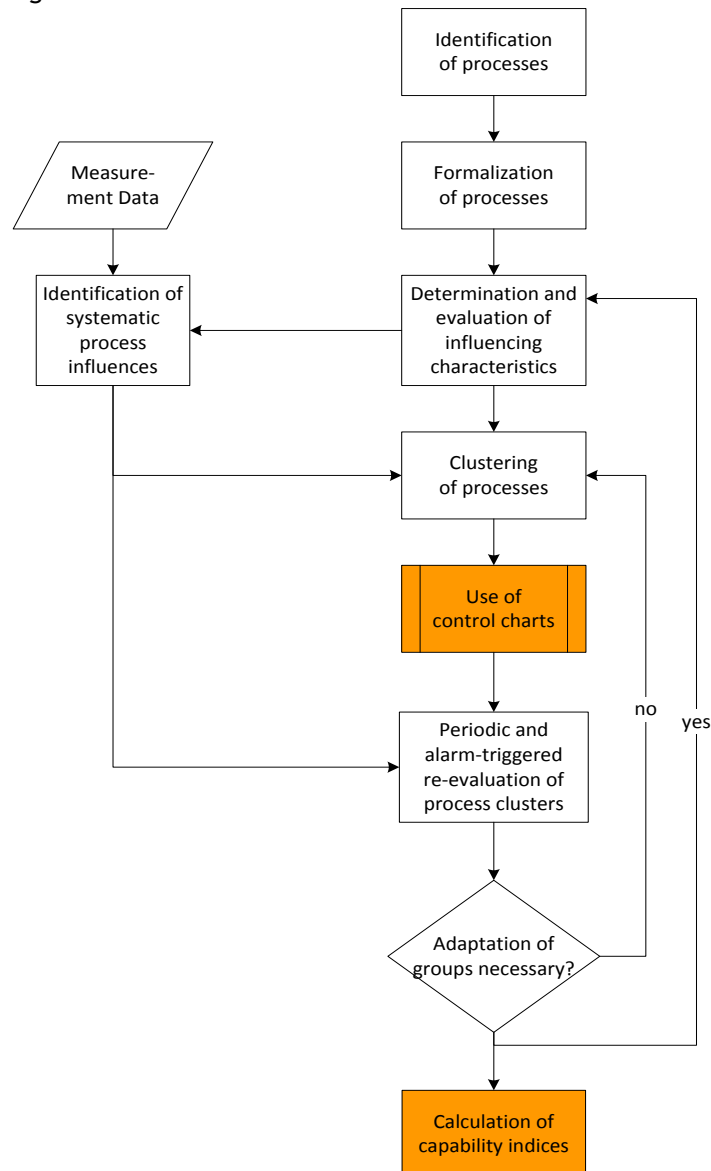 Identification
of processes
Measure-
ment Data
Formalization
of processes
Identification of
systematic
process
influences
Determination and
evaluation of
influencing
characteristics
Clustering
of processes
Use of
control charts
no
yes
Periodic and
alarm-triggered
re-evaluation of
process clusters
Adaptation of
groups necessary?
Calculation of
capability indices